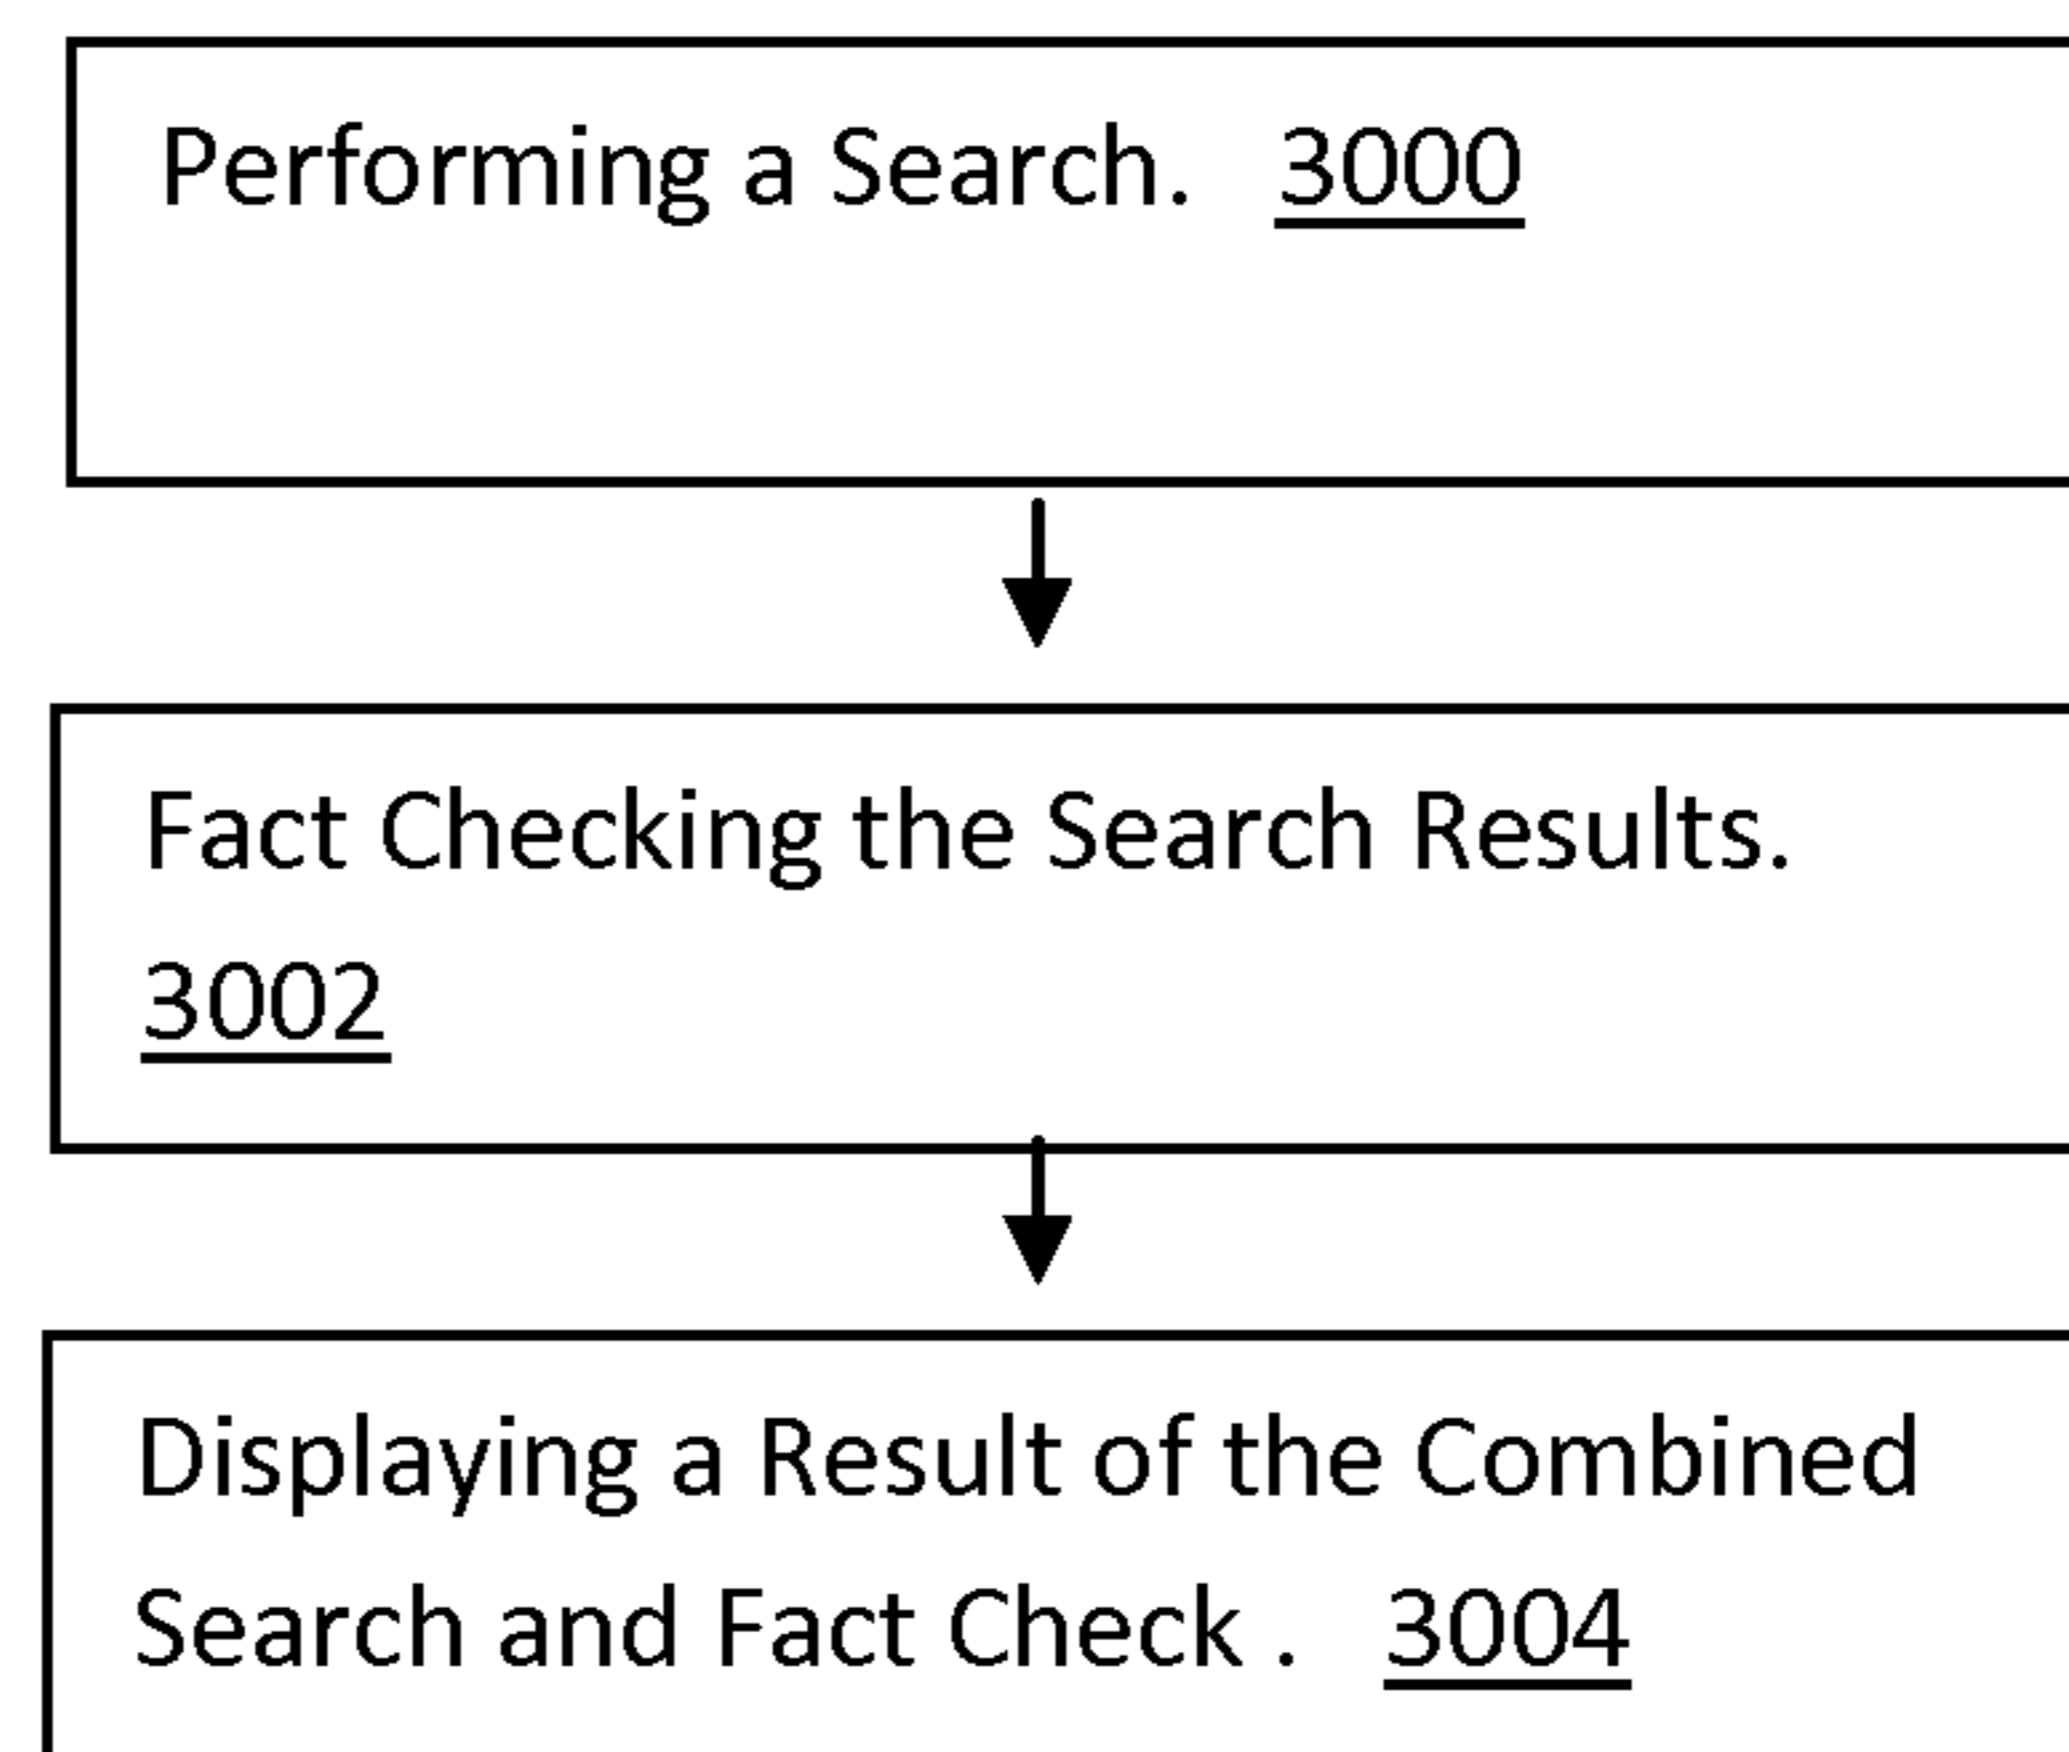 Performing a Search. 3000
Fact Checking the Search Results.
3002
Displaying a Result of the Combined
Search and Fact Check . 3004